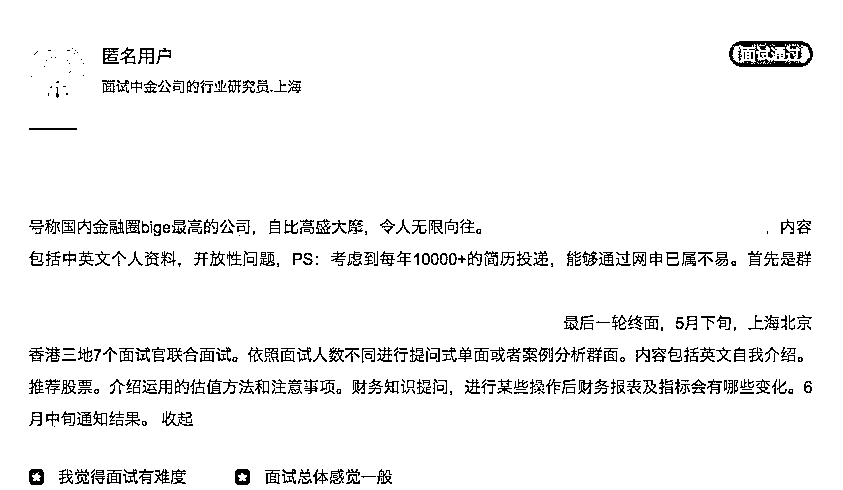 匿名用户
面试通过
面试中金公司的行业研究员.上海
号称国内金融圈bige最高的公司，自比高盛大摩，令人无限向往。 ，内容
包括中英文个人资料，开放性问题，PS：考虑到每年10000+的简历投递，能够通过网申已属不易。首先是群
最后一轮终面，5月下旬，上海北京
香港三地7个面试官联合面试。依照面试人数不同进行提问式单面或者案例分析群面。内容包括英文自我介绍。
推荐股票。介绍运用的估值方法和注意事项。财务知识提问，进行某些操作后财务报表及指标会有哪些变化。6
月中旬通知结果。 收起
我觉得面试有难度 面试总体感觉一般